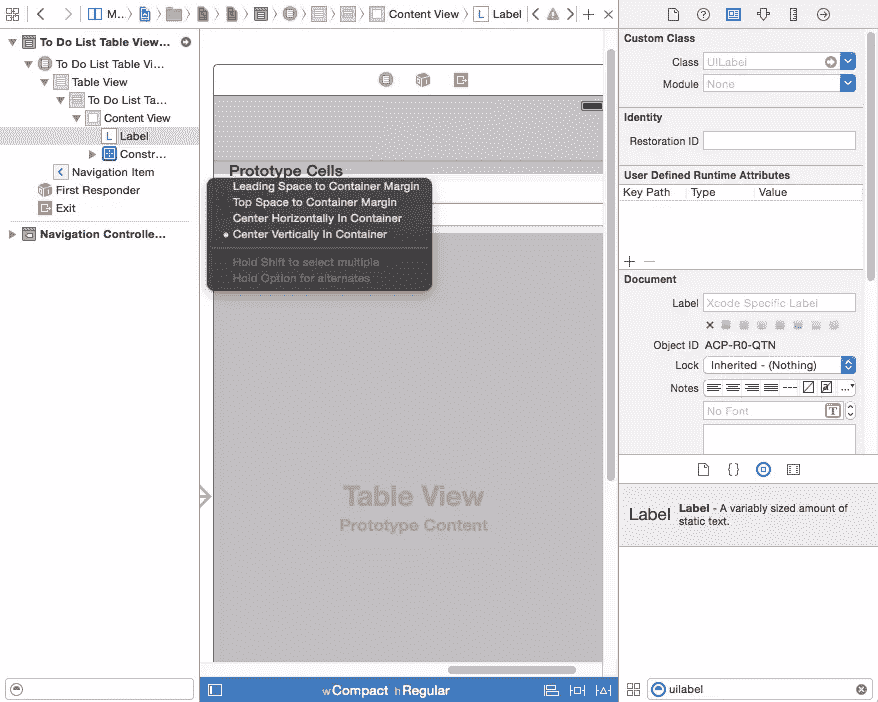 M...
Content View
L Label
To Do List Table View...
To Do List Table Vi...
Table View
To Do List Ta...
Content View
L Label
Constr...
Navigation Item
First Responder
Exit
Navigation Controlle...
Prototype Cells
Leading Space to Container Margin
Top Space to Container Margin
Center Horizontally In Container
• Center Vertically In Container
Hold Shift to select multiple
Hold Option for alternates
Table View
Prototype Content
wCompact hRegular
Custom Class
Class UILabel
Module None
Identity
Restoration ID
User Defined Runtime Attributes
Key Path Type Value
Document
Label Xcode Specific Label
Object ID ACP-R0-QTN
Lock Inherited - (Nothing)
Notes
No Font
Label Label - A variably sized amount of
static text.
uilabel